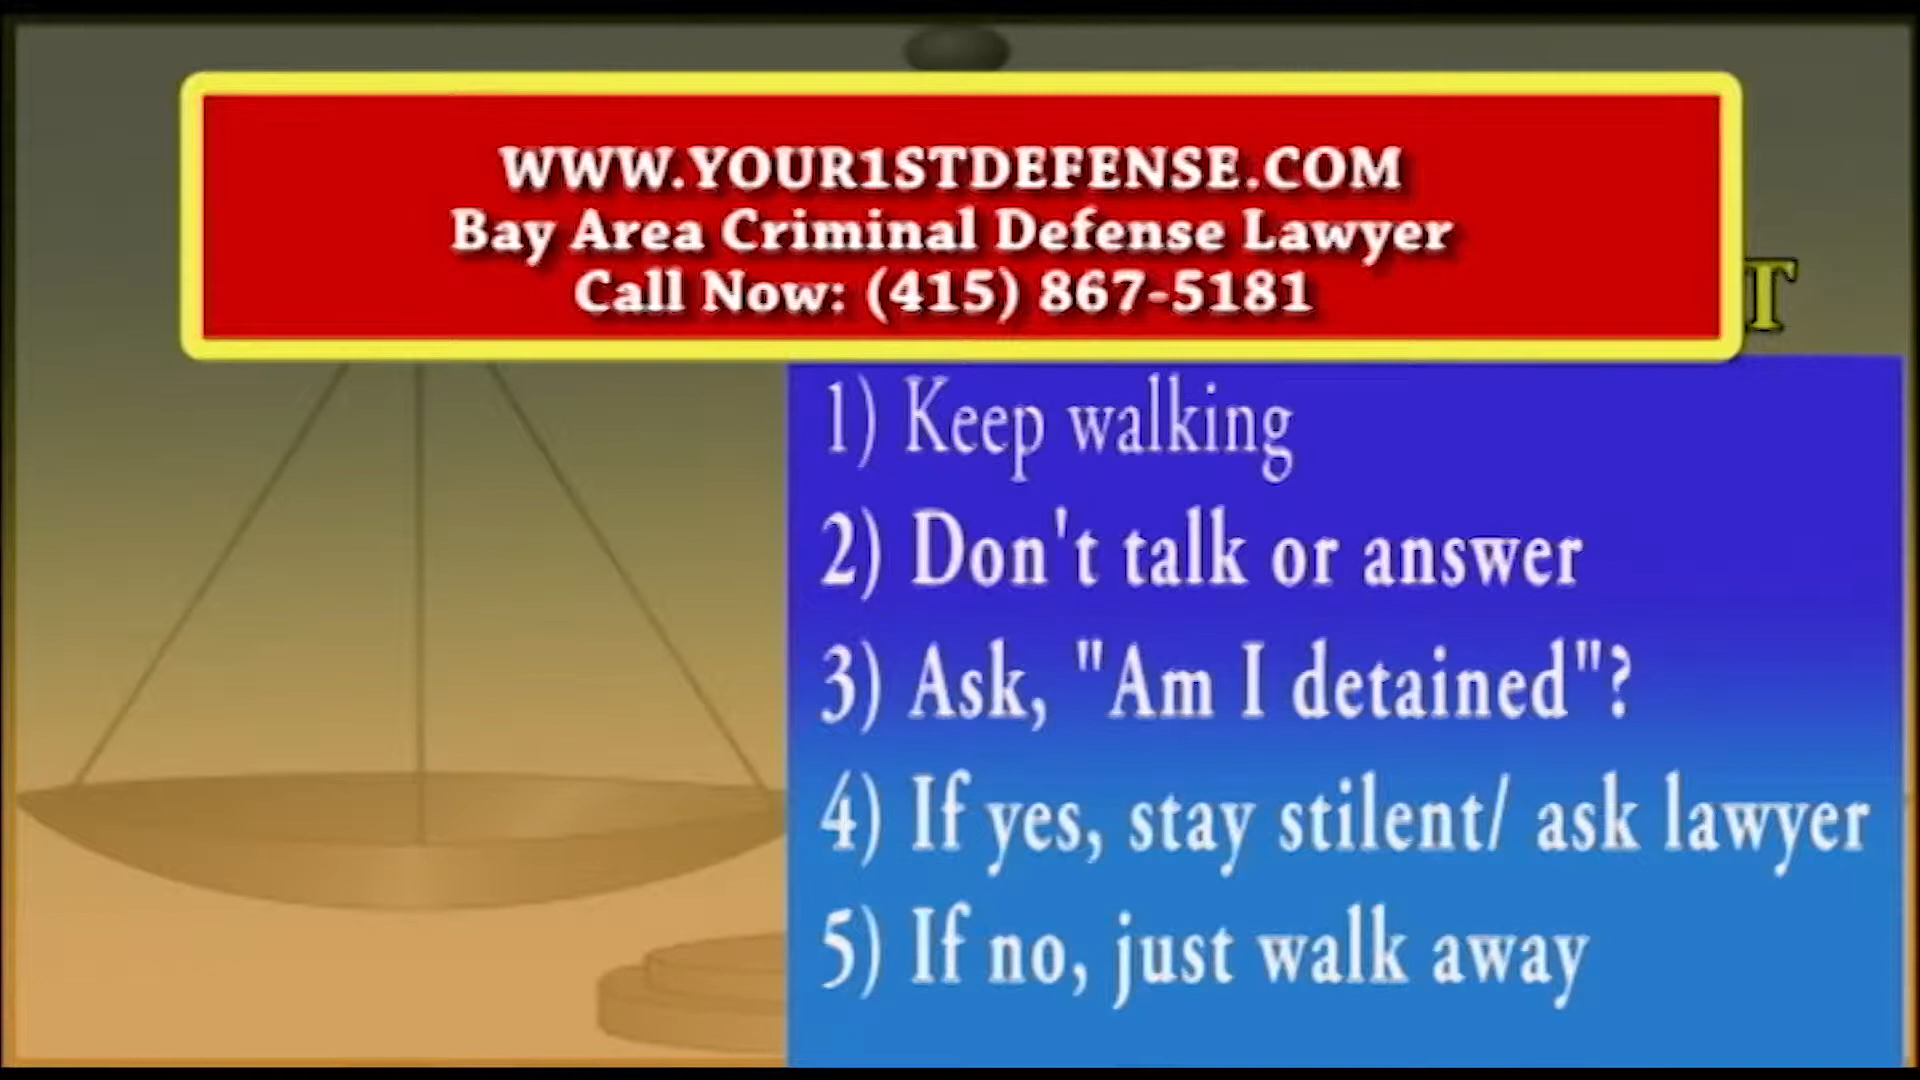 WWW.YOUR1STDEFENSE.COM
Bay Area Criminal Defense Lawyer
Call Now: (415) 867-5181
T
1) Keep walking
2) Don't talk or answer
3) Ask, "Am I detained"?
4) If yes, stay stilent/ ask lawyer
5) If no, just walk away